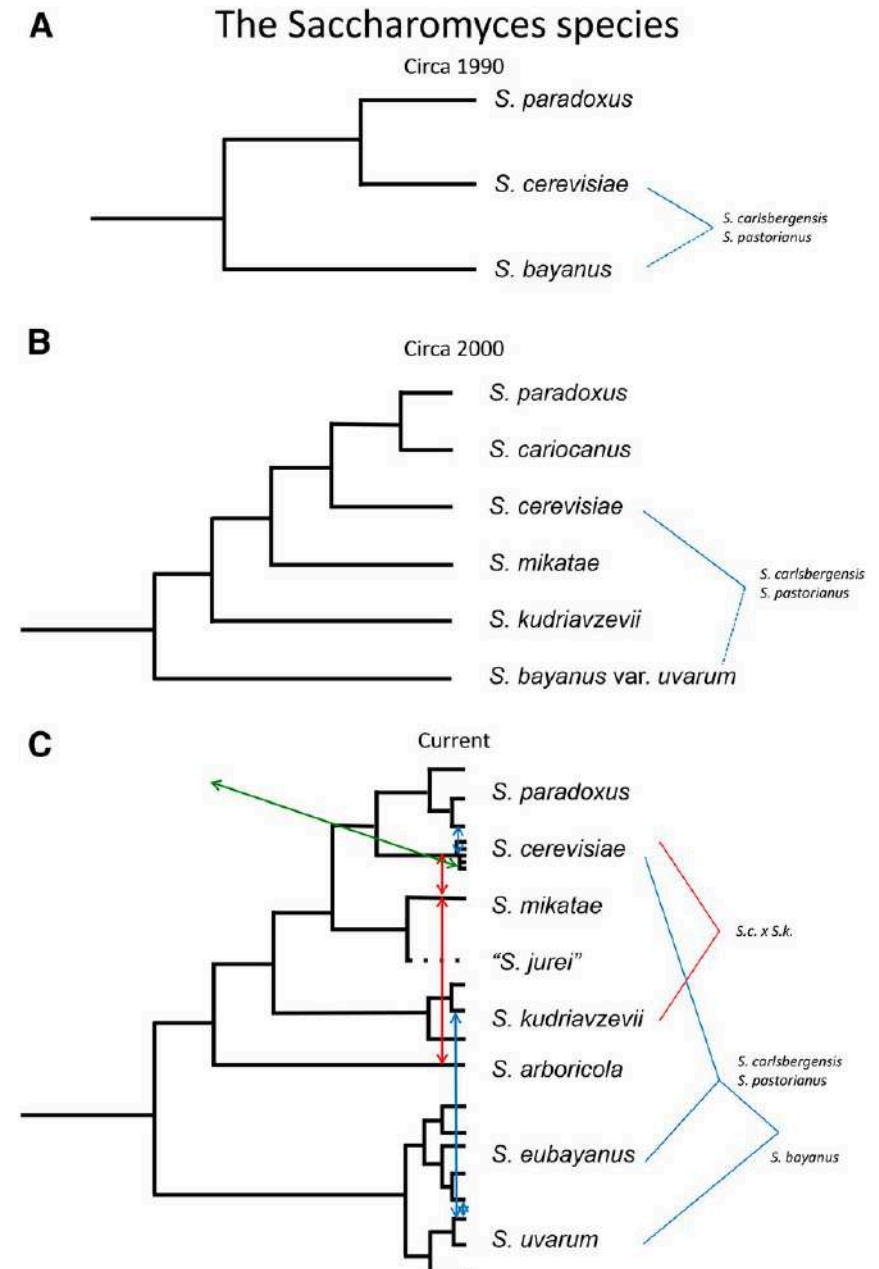 A
The Saccharomyces species
Circa 1990
S. paradoxus
S. cerevisiae
S. carlsbergensis
S. pastorianus
S. bayanus
B
Circa 2000
S. paradoxus
S. cariocanus
S. cerevisiae
S. mikatae
S. carlsbergensis
S. pastorianus
S. kudriavzevii
S. bayanus var. uvarum
C
Current
S. paradoxus
S. cerevisiae
S. mikatae
S.c. x S.k.
“S. jurei”
S. kudriavzevii
S. arboricola
S. carlsbergensis
S. pastorianus
S. eubayanus
S. bayanus
S. uvarum